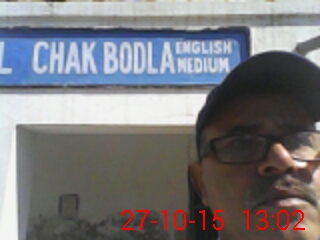 L CHAK BODLA ENGLISH
MEDIUM
27-10-15 13:02